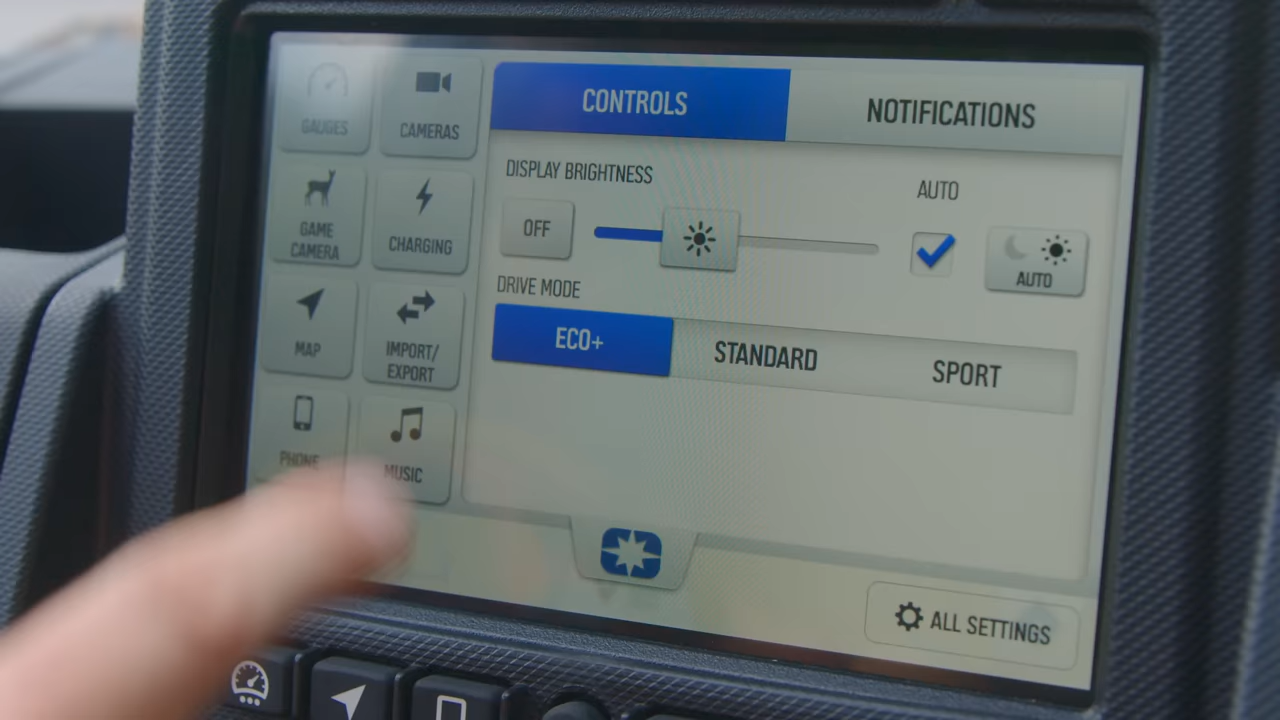 GAUGES
CAMERAS
GAME
CAMERA
CHARGING
MAP
IMPORT/
EXPORT
PHONE
MUSIC
CONTROLS
NOTIFICATIONS
DISPLAY BRIGHTNESS
AUTO
OFF
AUTO
DRIVE MODE
ECO+
STANDARD
SPORT
ALL SETTINGS